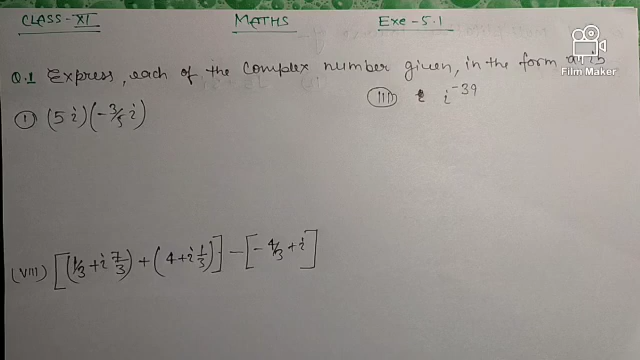 CLASS-XI MATHS Exe-5.1
Q.1 Express, each of the complex number given, in the form a
Film Maker
(I) (5i)(-3/5 i) (III) i^-39
(VIII) [(1/3+i 7/3)+(4+i 1/3)]-[-4/3+i]